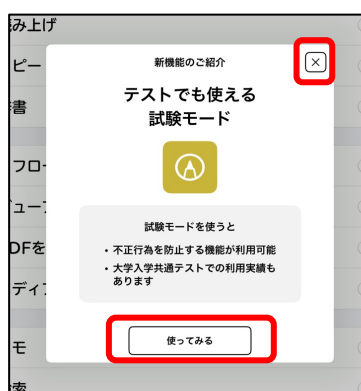 み上げ
ピー
書
フロー
DFを
ディ
モ
索
新機能のご紹介
テストでも使える
試験モード
試験モードを使うと
・不正行為を防止する機能が利用可能
・大学入学共通テストでの利用実績も
あります
使ってみる